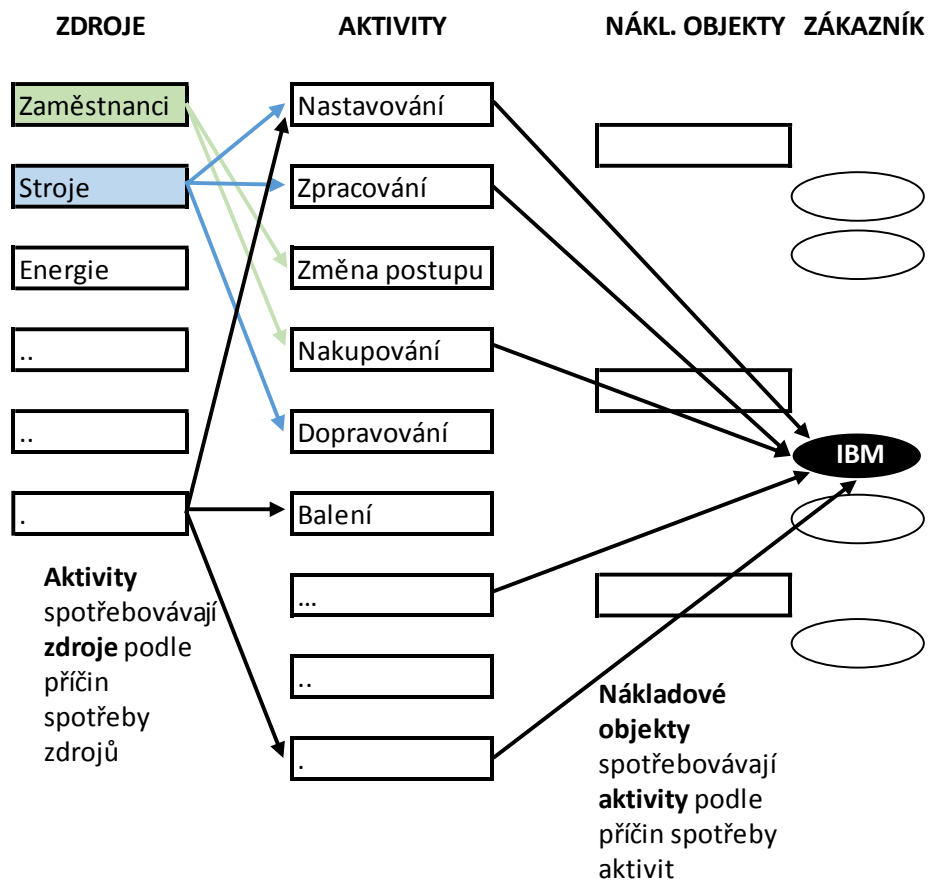 ZDROJE
AKTIVITY
NÁKL. OBJEKTY
ZÁKAZNÍK
Zaměstnanci
Stroje
Energie
..
..
.
Aktivity
spotřebovávají
zdroje podle
příčin
spotřeby
zdrojů
Nastavování
Zpracování
Změna postupu
Nakupování
Dopravování
Balení
...
..
.
Nákladové
objekty
spotřebovávají
aktivity podle
příčin spotřeby
aktivit
IBM